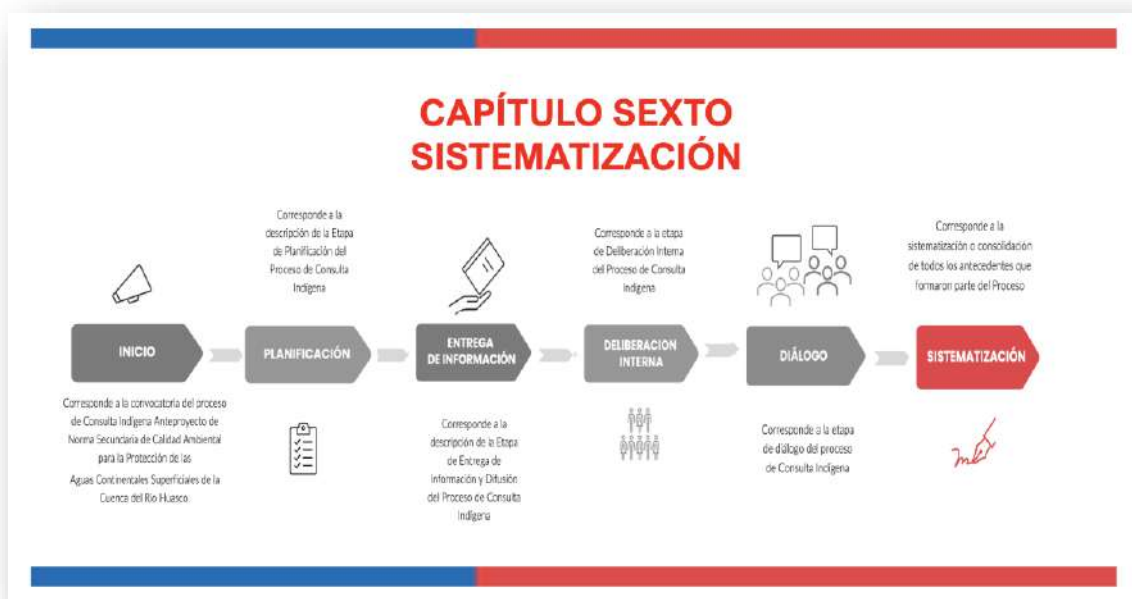 CAPÍTULO SEXTO
SISTEMATIZACIÓN
INICIO
Corresponde a la convocatoria del proceso
de Consulta Indígena Anteproyecto de
Norma Secundaria de Calidad Ambiental
para la Protección de las
Aguas Continentales Superficiales de la
Cuenca del Río Huasco
Corresponde a la
descripción de la Etapa
de Planificación del
Proceso de Consulta
Indígena
PLANIFICACIÓN
ENTREGA
DE INFORMACIÓN
Corresponde a la
descripción de la Etapa
de Entrega de
Información y Difusión
del Proceso de Consulta
Indígena
Corresponde a la etapa
de Deliberación Interna
del Proceso de Consulta
Indígena
DELIBERACION
INTERNA
DIÁLOGO
Corresponde a la etapa
de diálogo del proceso
de Consulta Indígena
Corresponde a la
sistematización o consolidación
de todos los antecedentes que
formaron parte del Proceso
SISTEMATIZACIÓN